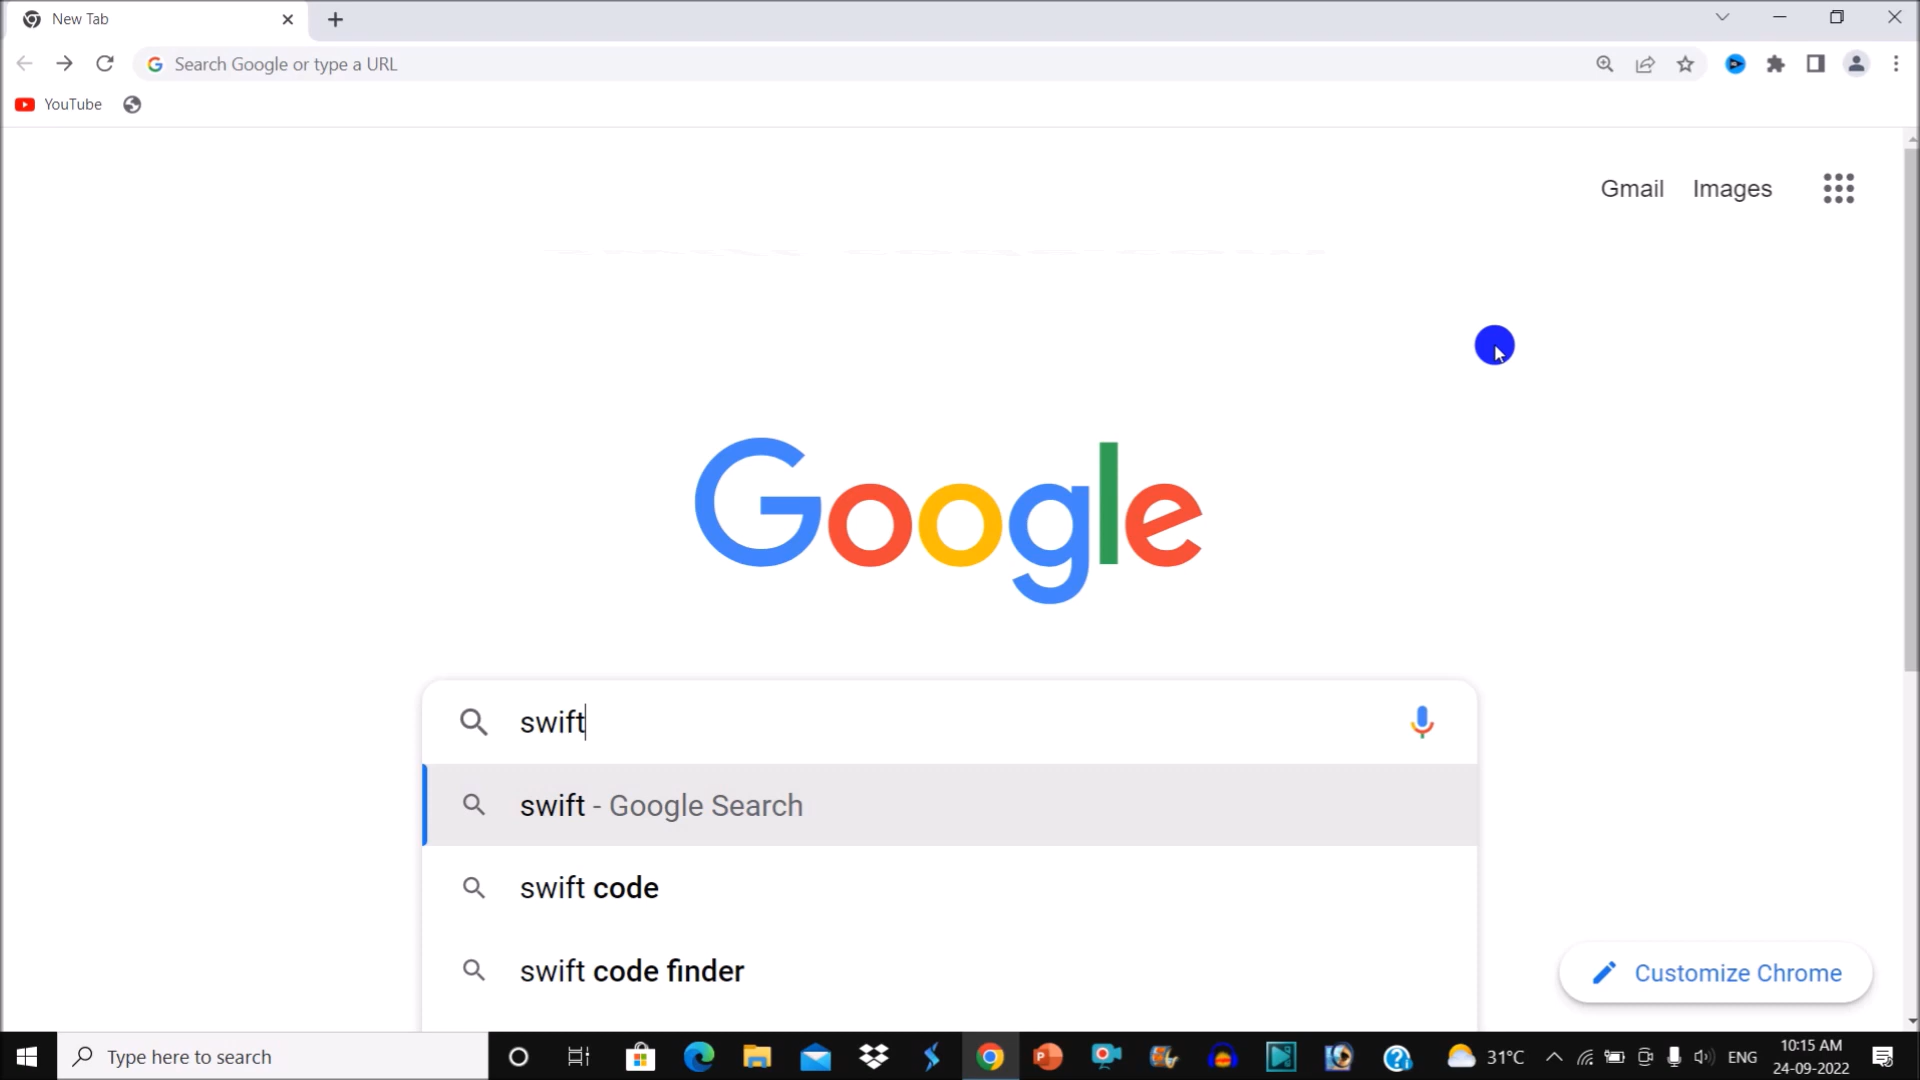 New Tab
Search Google or type a URL
YouTube
Gmail Images
Google
swift
swift - Google Search
swift code
swift code finder
Customize Chrome
Type here to search
31°C
ENG
10:15 AM
24-09-2022